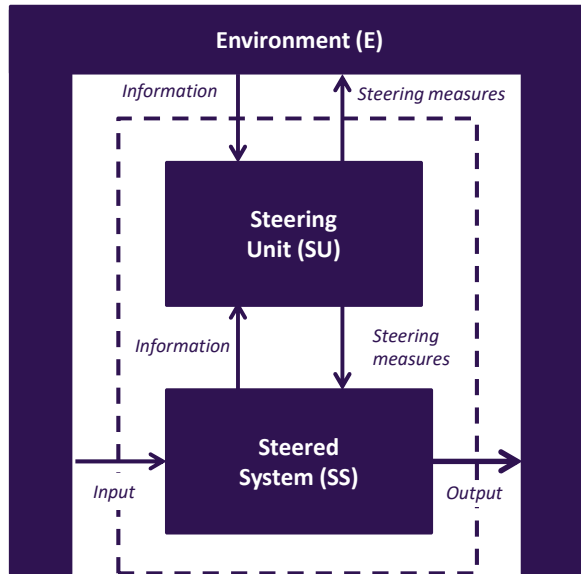 Environment (E)
Information
Steering measures
Steering
Unit (SU)
Information
Steering
measures
Steered
System (SS)
Input
Output